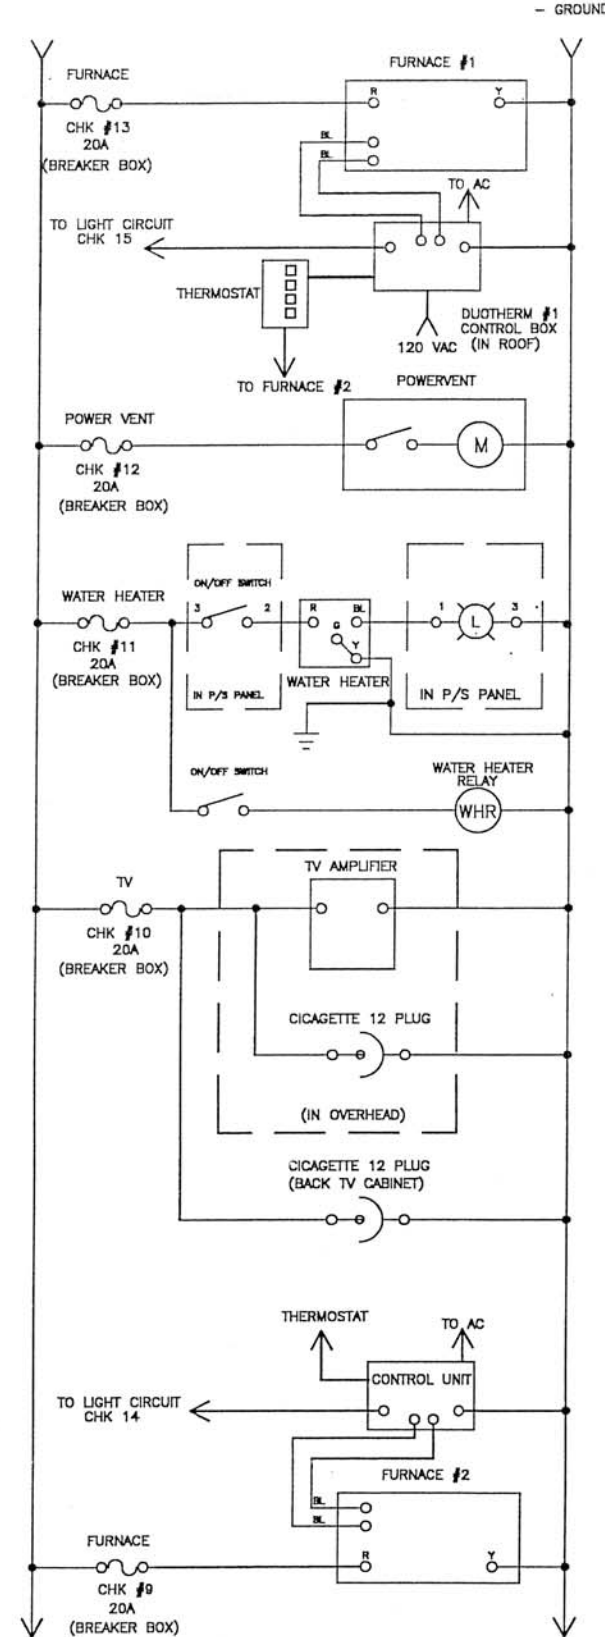 – GROUND
FURNACE #1
FURNACE
R
Y
CHK #13
20A
(BREAKER BOX)
BL
BL
TO AC
TO LIGHT CIRCUIT
CHK 15
THERMOSTAT
DUOTHERM #1
CONTROL BOX
(IN ROOF)
120 VAC
TO FURNACE #2
POWERVENT
POWER VENT
M
CHK #12
20A
(BREAKER BOX)
ON/OFF SWITCH
WATER HEATER
3
2
R
BL
1
L
3
G
Y
CHK #11
20A
(BREAKER BOX)
IN P/S PANEL
WATER HEATER
IN P/S PANEL
ON/OFF SWITCH
WATER HEATER
RELAY
WHR
TV AMPLIFIER
TV
CHK #10
20A
(BREAKER BOX)
CICAGETTE 12 PLUG
(IN OVERHEAD)
CICAGETTE 12 PLUG
(BACK TV CABINET)
THERMOSTAT
TO AC
CONTROL UNIT
TO LIGHT CIRCUIT
CHK 14
FURNACE #2
BL
BL
FURNACE
R
Y
CHK #9
20A
(BREAKER BOX)